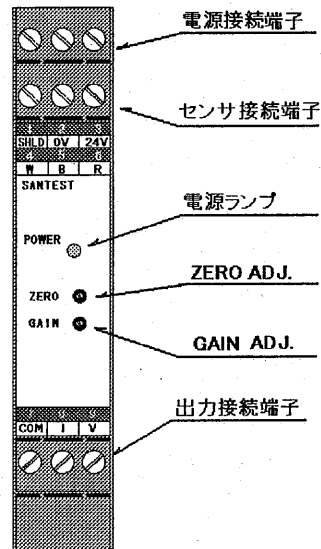 電源接続端子
センサ接続端子
SHLD 0V 24V
W B R
SANTEST
電源ランプ
POWER
ZERO ADJ.
ZERO
GAIN
GAIN ADJ.
出力接続端子
COM I V